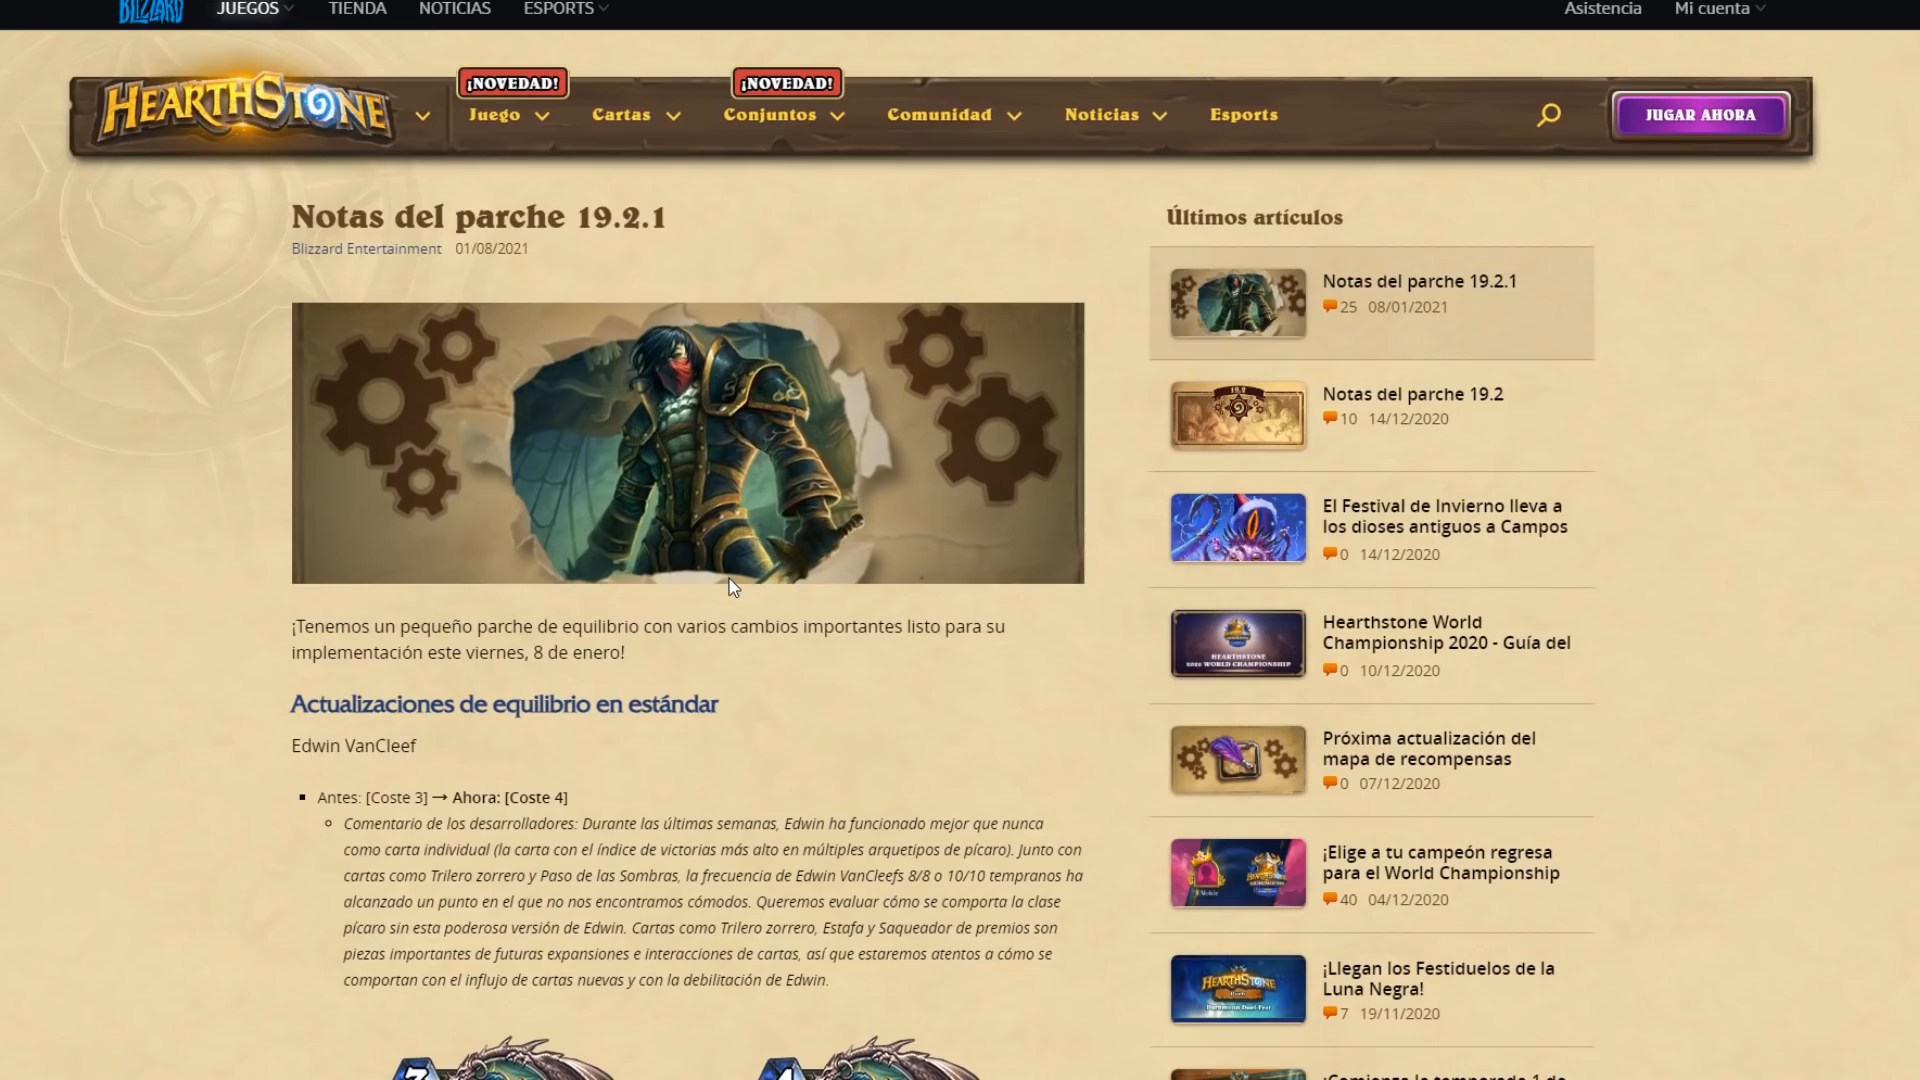 BLIZZARD
JUEGOS
TIENDA
NOTICIAS
ESPORTS
Asistencia
Mi cuenta
HEARTHSTONE
¡NOVEDAD!
¡NOVEDAD!
Juego
Cartas
Conjuntos
Comunidad
Noticias
Esports
JUGAR AHORA
Notas del parche 19.2.1
Blizzard Entertainment 01/08/2021
¡Tenemos un pequeño parche de equilibrio con varios cambios importantes listo para su
implementación este viernes, 8 de enero!
Actualizaciones de equilibrio en estándar
Edwin VanCleef
Antes: [Coste 3] → Ahora: [Coste 4]
Comentario de los desarrolladores: Durante las últimas semanas, Edwin ha funcionado mejor que nunca
como carta individual (la carta con el índice de victorias más alto en múltiples arquetipos de pícaro). Junto con
cartas como Trilero zorrero y Paso de las Sombras, la frecuencia de Edwin VanCleefs 8/8 o 10/10 tempranos ha
alcanzado un punto en el que no nos encontramos cómodos. Queremos evaluar cómo se comporta la clase
pícaro sin esta poderosa versión de Edwin. Cartas como Trilero zorrero, Estafa y Saqueador de premios son
piezas importantes de futuras expansiones e interacciones de cartas, así que estaremos atentos a cómo se
comportan con el influjo de cartas nuevas y con la debilitación de Edwin.
3
4
Últimos artículos
Notas del parche 19.2.1
25 08/01/2021
19.2
Notas del parche 19.2
10 14/12/2020
El Festival de Invierno lleva a
los dioses antiguos a Campos
0 14/12/2020
HEARTHSTONE
2020 WORLD CHAMPIONSHIP
Hearthstone World
Championship 2020 - Guía del
0 10/12/2020
Próxima actualización del
mapa de recompensas
0 07/12/2020
¡Elige a tu campeón regresa
para el World Championship
40 04/12/2020
HEARTHSTONE
¡Llegan los Festiduelos de la
Luna Negra!
7 19/11/2020